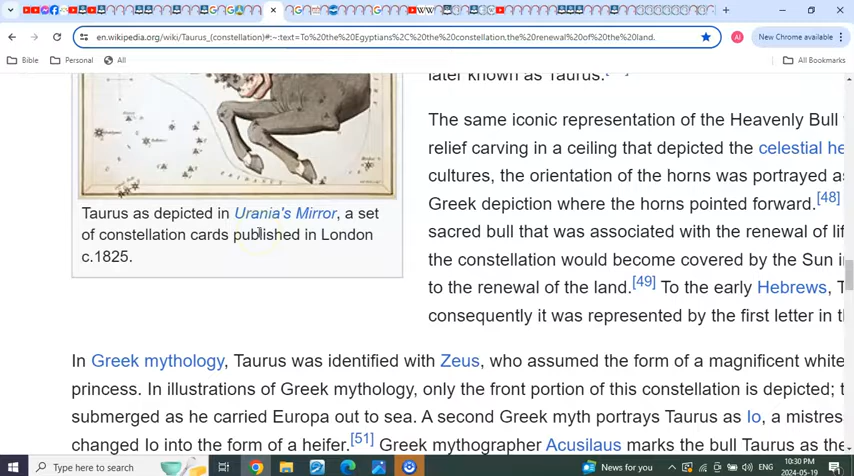 New Chrome available
en.wikipedia.org/wiki/Taurus_(constellation)#:~:text=To%20the%20Egyptians%2C%20the%20constellation,the%20renewal%20of%20the%20land.
Bible
Personal
All
All Bookmarks
later known as Taurus.
The same iconic representation of the Heavenly Bull
relief carving in a ceiling that depicted the celestial he
cultures, the orientation of the horns was portrayed as
Greek depiction where the horns pointed forward.[48]
sacred bull that was associated with the renewal of lif
the constellation would become covered by the Sun i
to the renewal of the land.[49] To the early Hebrews, T
consequently it was represented by the first letter in t
Taurus as depicted in Urania's Mirror, a set
of constellation cards published in London
c.1825.
In Greek mythology, Taurus was identified with Zeus, who assumed the form of a magnificent white
princess. In illustrations of Greek mythology, only the front portion of this constellation is depicted; t
submerged as he carried Europa out to sea. A second Greek myth portrays Taurus as Io, a mistres
changed Io into the form of a heifer.[51] Greek mythographer Acusilaus marks the bull Taurus as the
Type here to search
News for you
ENG
10:30 PM
2024-05-19